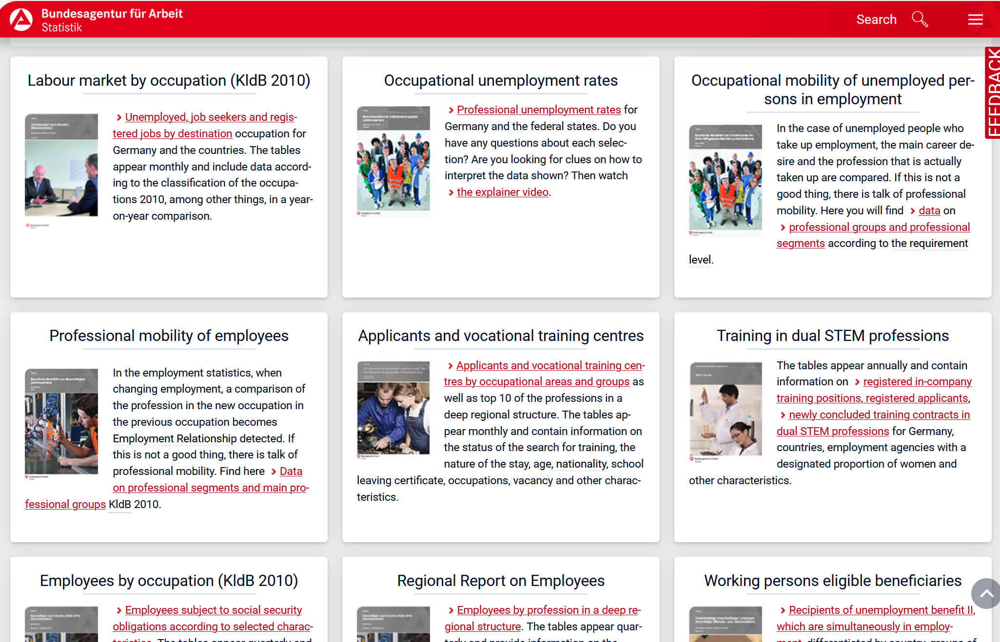 Bundesagentur für Arbeit
Statistik
Search
FEEDBACK
Labour market by occupation (KldB 2010)
Unemployed, job seekers and regis-
tered jobs by destination occupation for
Germany and the countries. The tables
appear monthly and include data accord-
ing to the classification of the occupa-
tions 2010, among other things, in a year-
on-year comparison.
Occupational unemployment rates
Professional unemployment rates for
Germany and the federal states. Do you
have any questions about each selec-
tion? Are you looking for clues on how to
interpret the data shown? Then watch
the explainer video.
Occupational mobility of unemployed per-
sons in employment
In the case of unemployed people who
take up employment, the main career de-
sire and the profession that is actually
taken up are compared. If this is not a
good thing, there is talk of professional
mobility. Here you will find data on
professional groups and professional
segments according to the requirement
level.
Professional mobility of employees
In the employment statistics, when
changing employment, a comparison of
the profession in the new occupation in
the previous occupation becomes
Employment Relationship detected. If
this is not a good thing, there is talk of
professional mobility. Find here Data
on professional segments and main pro-
fessional groups KldB 2010.
Applicants and vocational training centres
Applicants and vocational training cen-
tres by occupational areas and groups as
well as top 10 of the professions in a
deep regional structure. The tables ap-
pear monthly and contain information on
the status of the search for training, the
nature of the stay, age, nationality, school
leaving certificate, occupations, vacancy and other charac-
teristics.
Training in dual STEM professions
The tables appear annually and contain
information on registered in-company
training positions, registered applicants,
newly concluded training contracts in
dual STEM professions for Germany,
countries, employment agencies with a
designated proportion of women and
other characteristics.
Employees by occupation (KldB 2010)
Employees subject to social security
obligations according to selected charac-
teristics. The tables appear quarterly and
Regional Report on Employees
Employees by profession in a deep re-
gional structure. The tables appear quar-
terly and provide information on the
Working persons eligible beneficiaries
Recipients of unemployment benefit II,
which are simultaneously in employ-
ment, differentiated by country, groups of